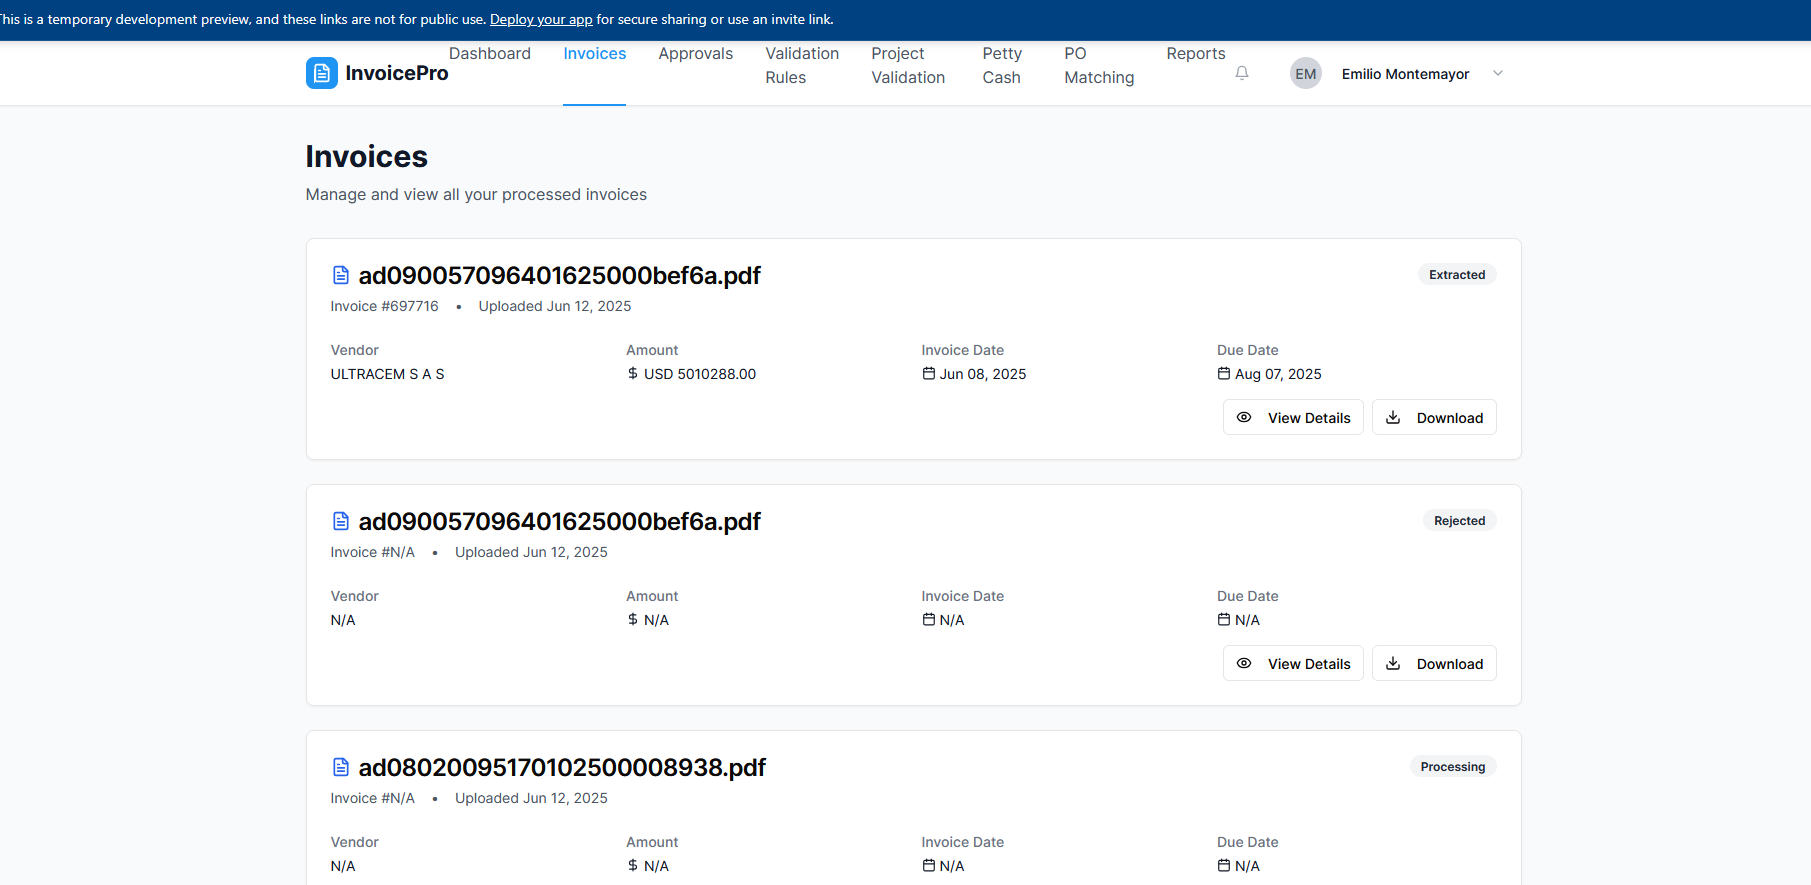 This is a temporary development preview, and these links are not for public use. Deploy your app for secure sharing or use an invite link.
InvoicePro
Dashboard
Invoices
Approvals
Validation
Rules
Project
Validation
Petty
Cash
PO
Matching
Reports
EM
Emilio Montemayor
Invoices
Manage and view all your processed invoices
ad090057096401625000bef6a.pdf
Extracted
Invoice #697716 • Uploaded Jun 12, 2025
Vendor
ULTRACEM S A S
Amount
$ USD 5010288.00
Invoice Date
Jun 08, 2025
Due Date
Aug 07, 2025
View Details
Download
ad090057096401625000bef6a.pdf
Rejected
Invoice #N/A • Uploaded Jun 12, 2025
Vendor
N/A
Amount
$ N/A
Invoice Date
N/A
Due Date
N/A
View Details
Download
ad08020095170102500008938.pdf
Processing
Invoice #N/A • Uploaded Jun 12, 2025
Vendor
N/A
Amount
$ N/A
Invoice Date
N/A
Due Date
N/A